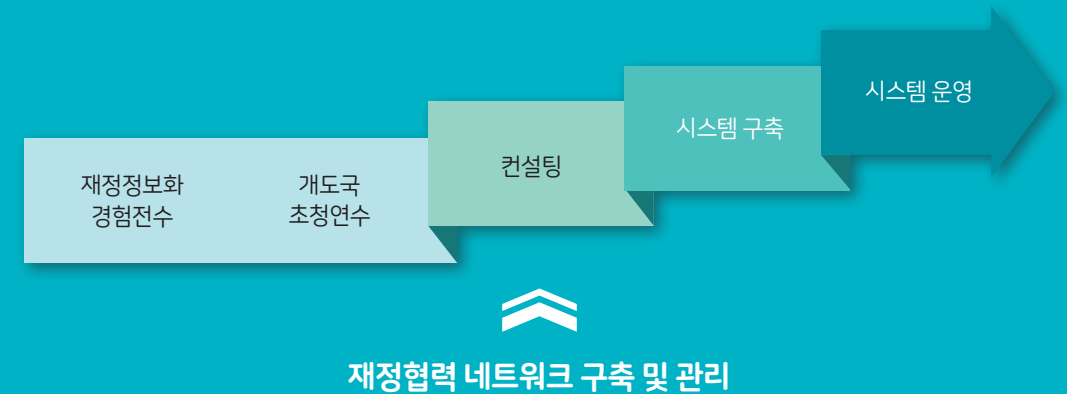 재정정보화
경험전수
개도국
초청연수
컨설팅
시스템 구축
시스템 운영
재정협력 네트워크 구축 및 관리